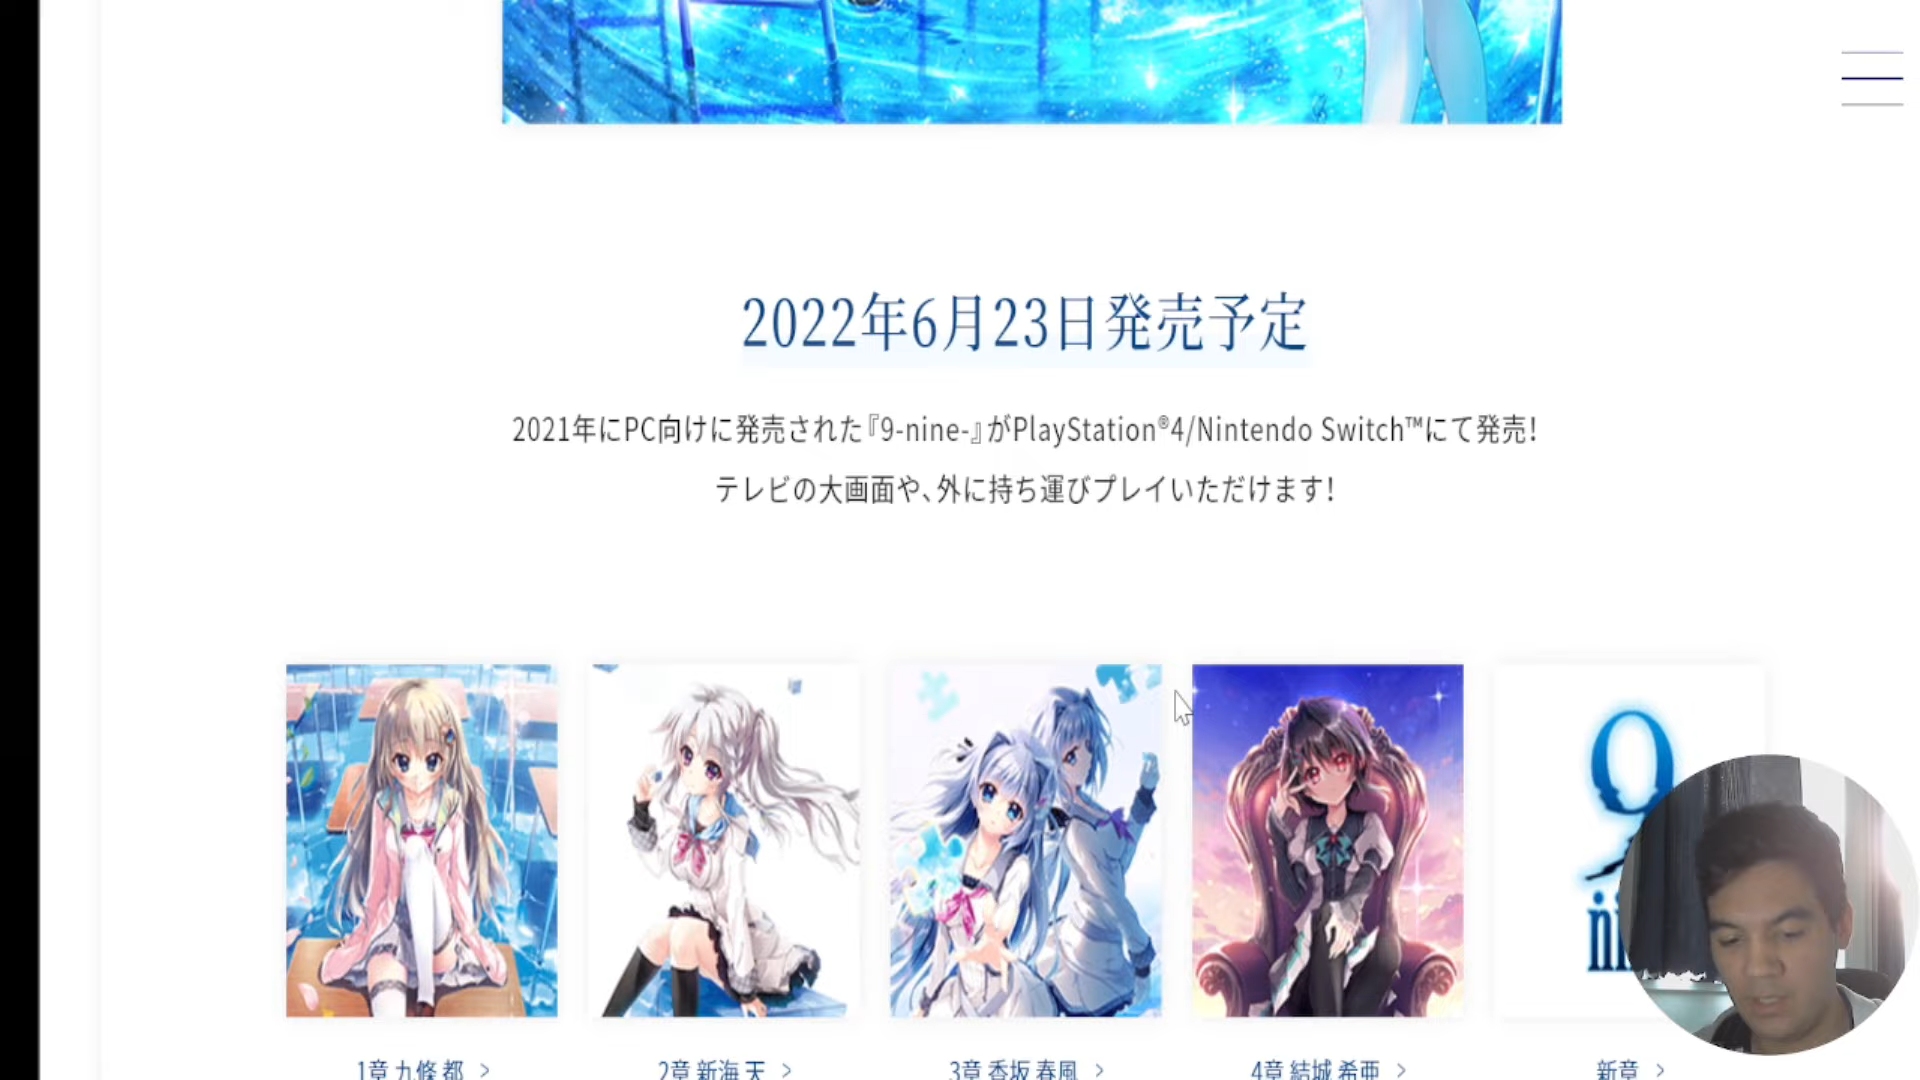 2022年6月23日発売予定
2021年にPC向けに発売された『9-nine-』がPlayStation®4/Nintendo Switch™にて発売!
テレビの大画面や、外に持ち運びプレイいただけます!
9
1章 九條 都 >
2章 新海 天 >
3章 香坂 春風 >
4章 結城 希亜 >
新章 >